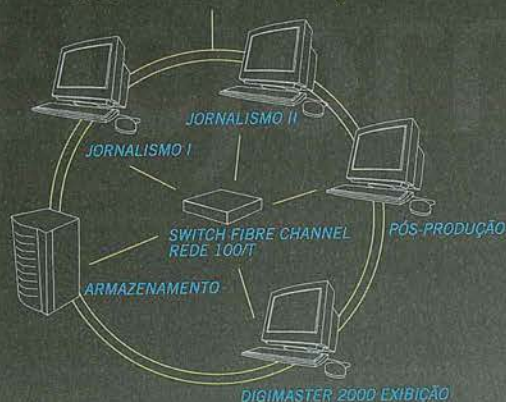 JORNALISMO II
JORNALISMO I
SWITCH FIBRE CHANNEL
REDE 100/T
PÓS-PRODUÇÃO
ARMAZENAMENTO
DIGIMASTER 2000 EXIBIÇÃO